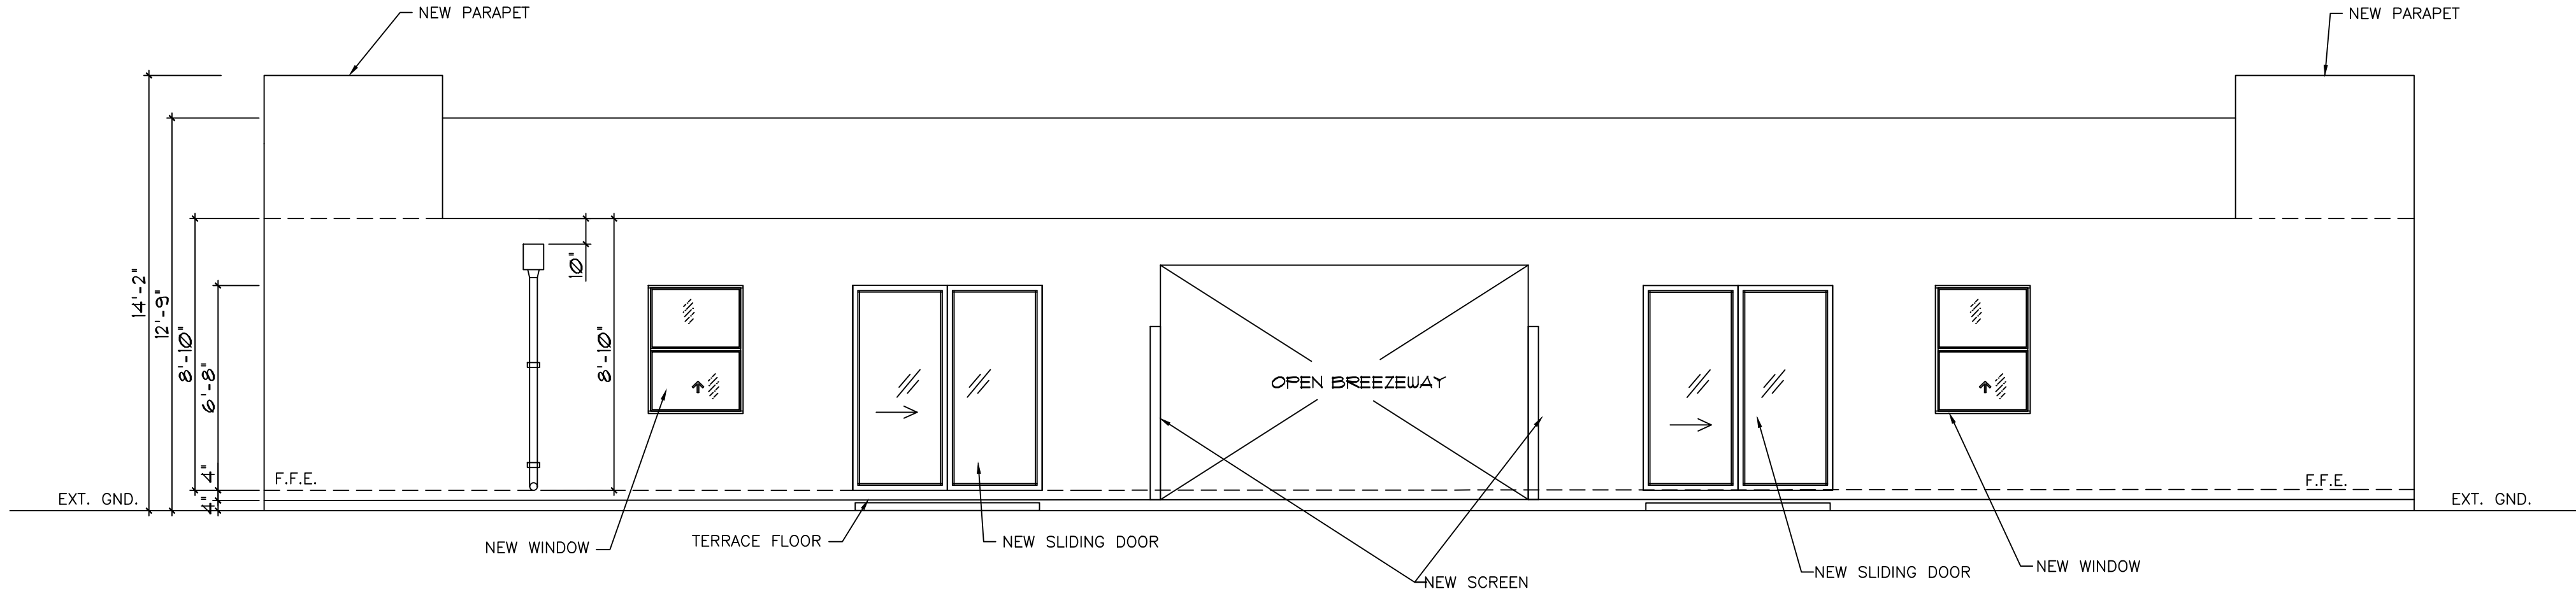 NEW PARAPET
NEW PARAPET
14'-2"
12'-9"
8'-10"
6'-8"
4"
4"
10"
8'-10"
OPEN BREEZEWAY
F.F.E.
F.F.E.
EXT. GND.
EXT. GND.
NEW WINDOW
TERRACE FLOOR
NEW SLIDING DOOR
NEW SCREEN
NEW SLIDING DOOR
NEW WINDOW